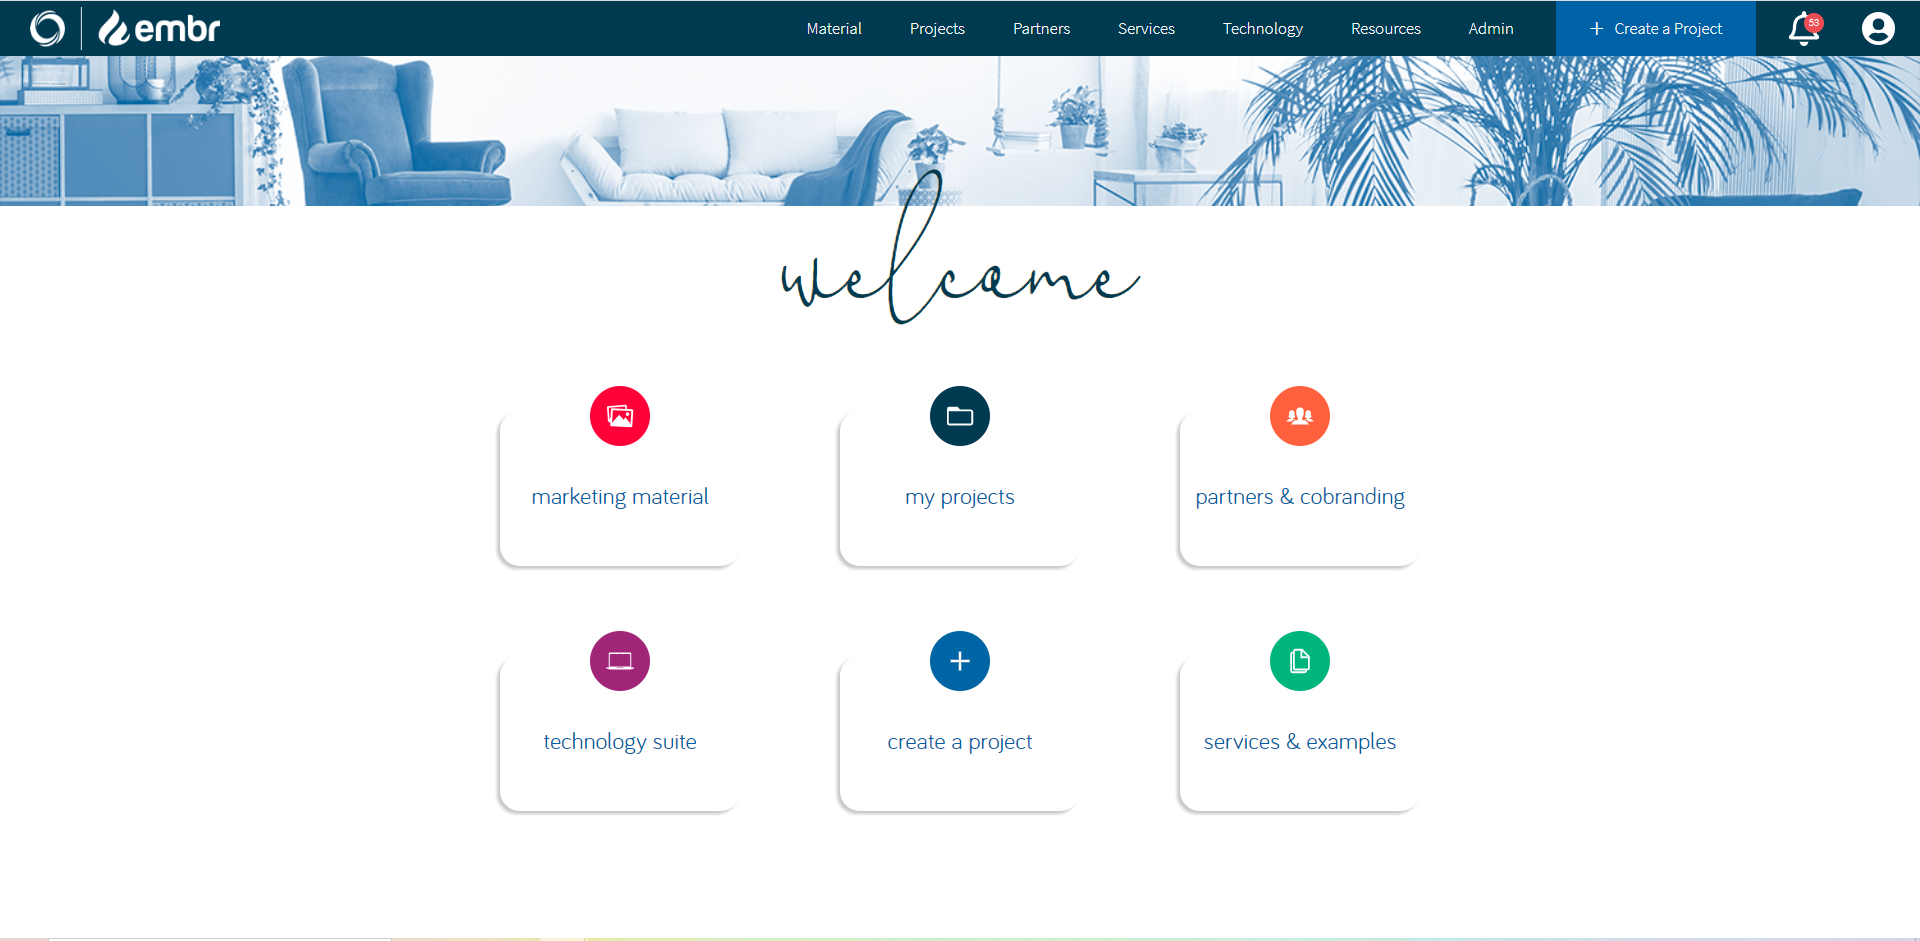 embr
Material Projects Partners Services Technology Resources Admin + Create a Project 53
welcome
marketing material
my projects
partners & cobranding
technology suite
create a project
services & examples